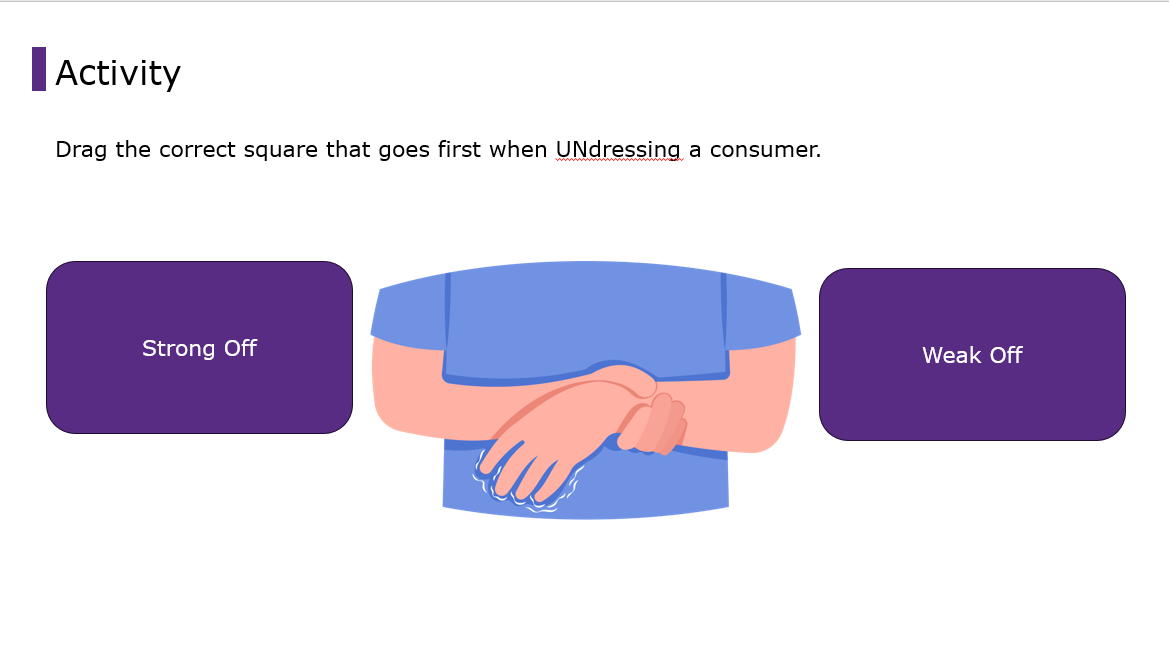 Activity
Drag the correct square that goes first when UNdressing a consumer.
Strong Off
Weak Off